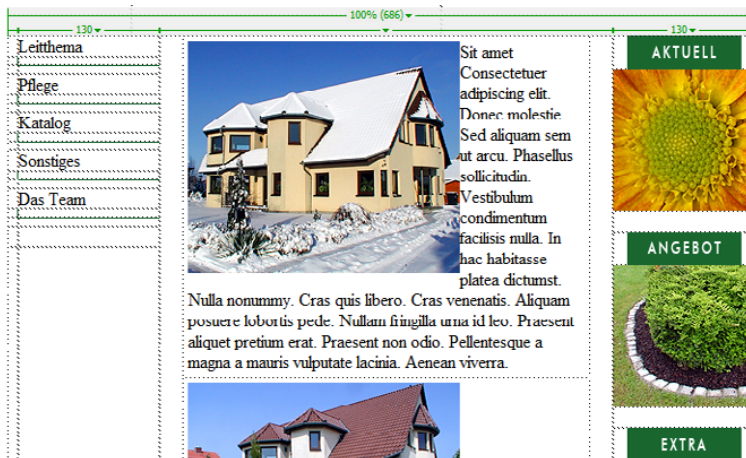 100% (686)
130
130
Leitthema
Pflege
Katalog
Sonstiges
Das Team
Sit amet
Consectetuer
adipiscing elit.
Donec molestie
Sed aliquam sem
ut arcu. Phasellus
sollicitudin.
Vestibulum
condimentum
facilisis nulla. In
hac habitasse
platea dictumst.
Nulla nonummy. Cras quis libero. Cras venenatis. Aliquam
posuere lobortis pede. Nullam fringilla urna id leo. Praesent
aliquet pretium erat. Praesent non odio. Pellentesque a
magna a mauris vulputate lacinia. Aenean viverra.
AKTUELL
ANGEBOT
EXTRA